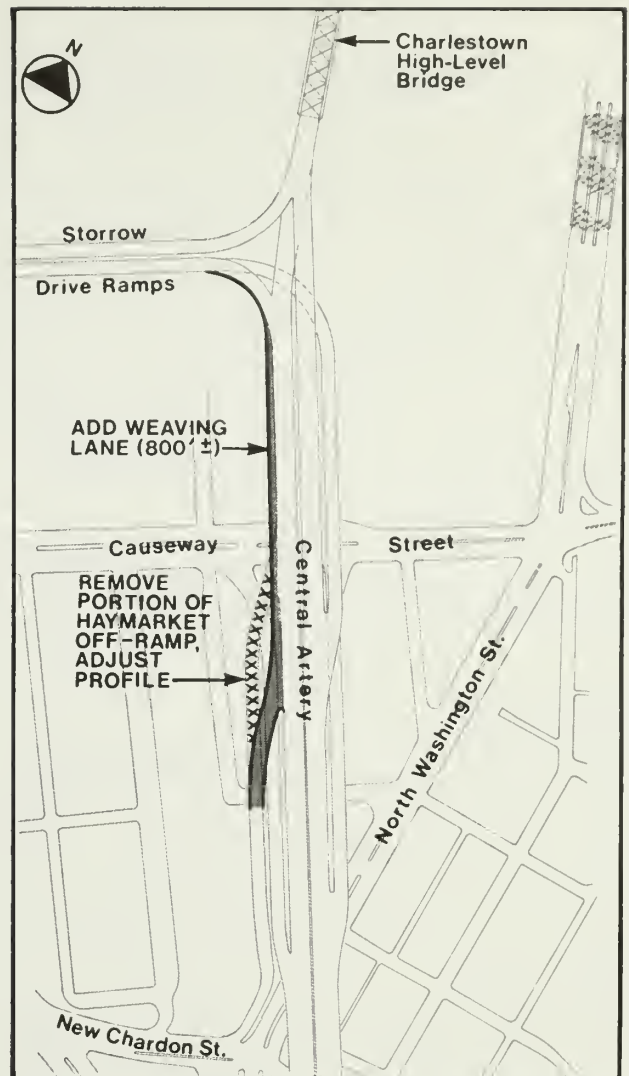 N
Charlestown
High-Level
Bridge
Storrow
Drive Ramps
ADD WEAVING
LANE (800'±)
Causeway Street
Central Artery
REMOVE
PORTION OF
HAYMARKET
OFF-RAMP,
ADJUST
PROFILE
North Washington St.
New Chardon St.